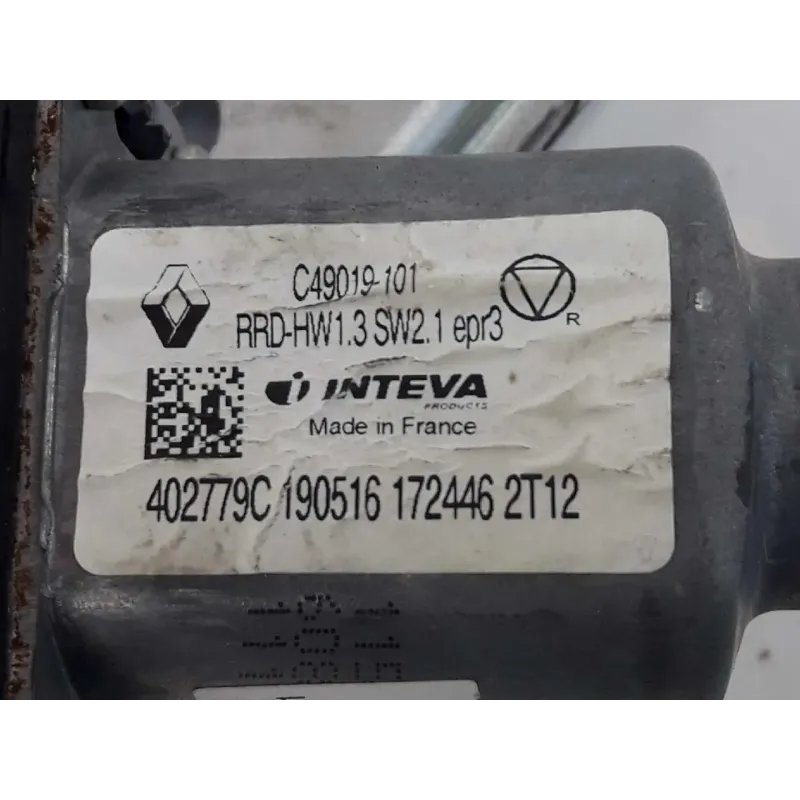 C49019-101
RRD-HW1.3 SW2.1 epr3
R
INTEVA
PRODUCTS
Made in France
402779C 190516 172446 2T12